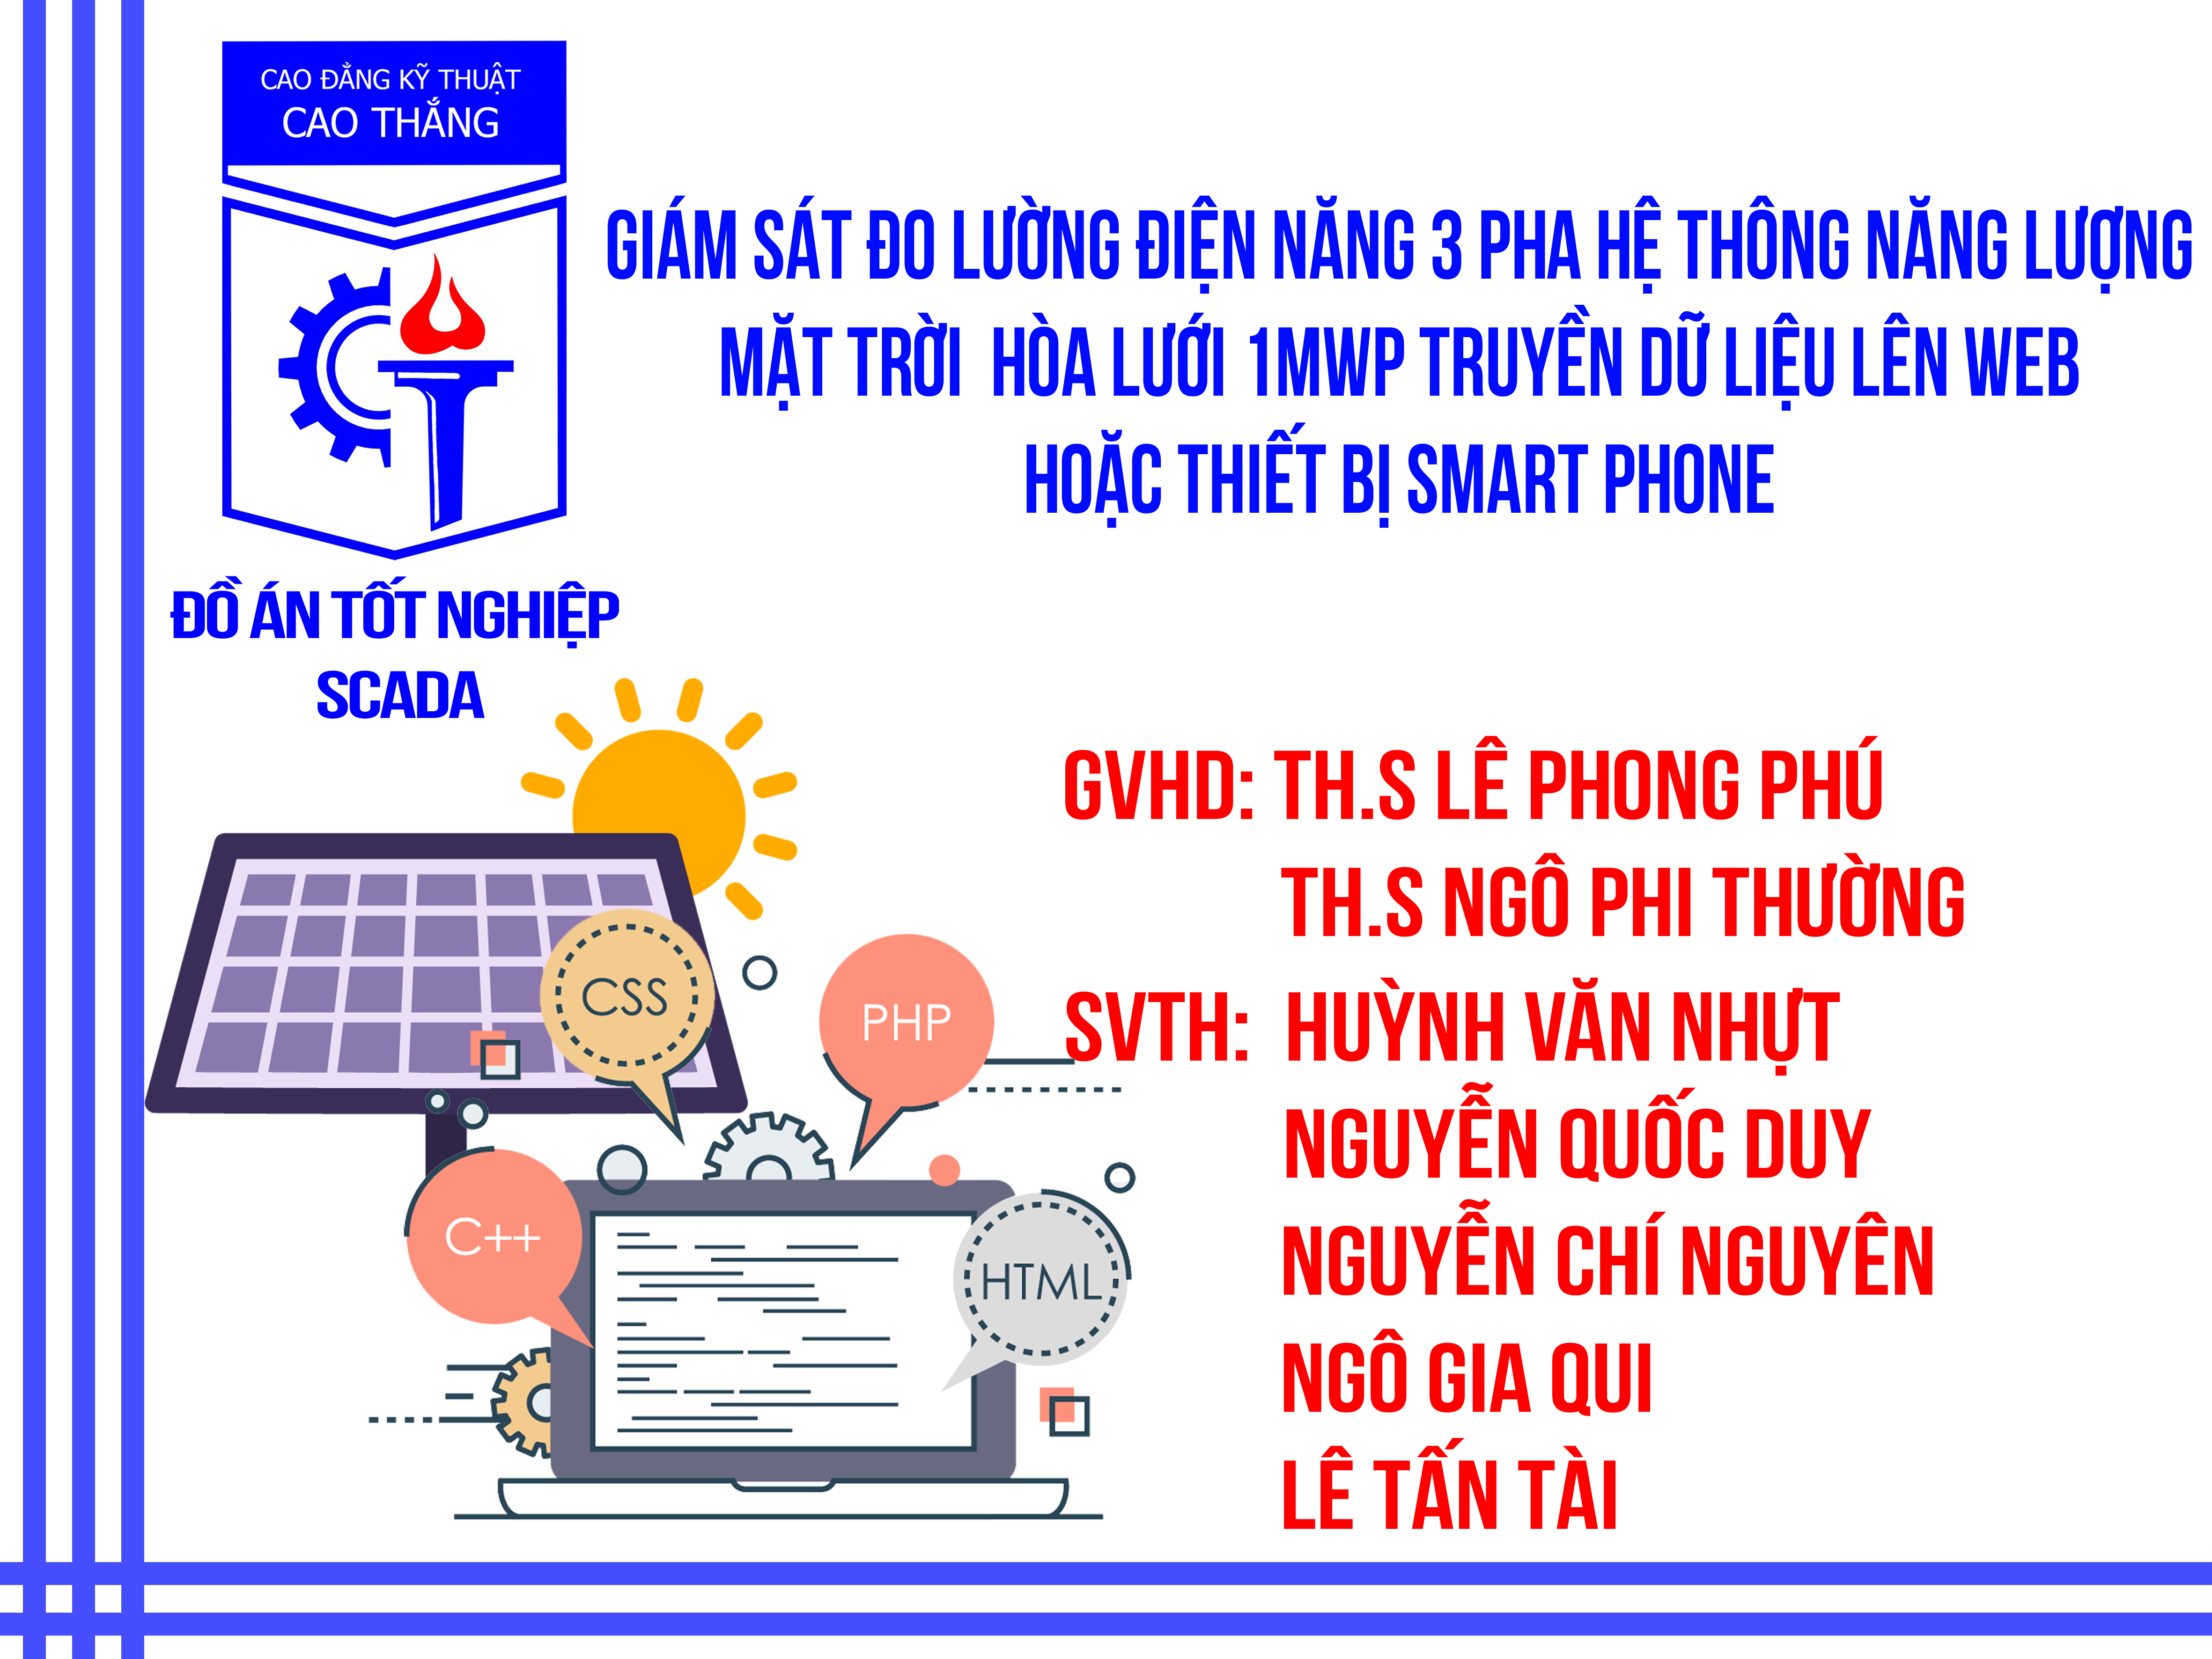 CAO ĐẲNG KỸ THUẬT
CAO THẮNG
GIÁM SÁT ĐO LƯỜNG ĐIỆN NĂNG 3 PHA HỆ THÔNG NĂNG LƯỢNG
MẶT TRỜI HÒA LƯỚI 1MWP TRUYỀN DỮ LIỆU LÊN WEB
HOẶC THIẾT BỊ SMART PHONE
ĐỒ ÁN TỐT NGHIỆP
SCADA
GVHD: TH.S LÊ PHONG PHÚ
TH.S NGÔ PHI THƯỜNG
SVTH: HUỲNH VĂN NHỰT
NGUYỄN QUỐC DUY
NGUYỄN CHÍ NGUYÊN
NGÔ GIA QUI
LÊ TẤN TÀI
CSS
PHP
C++
HTML